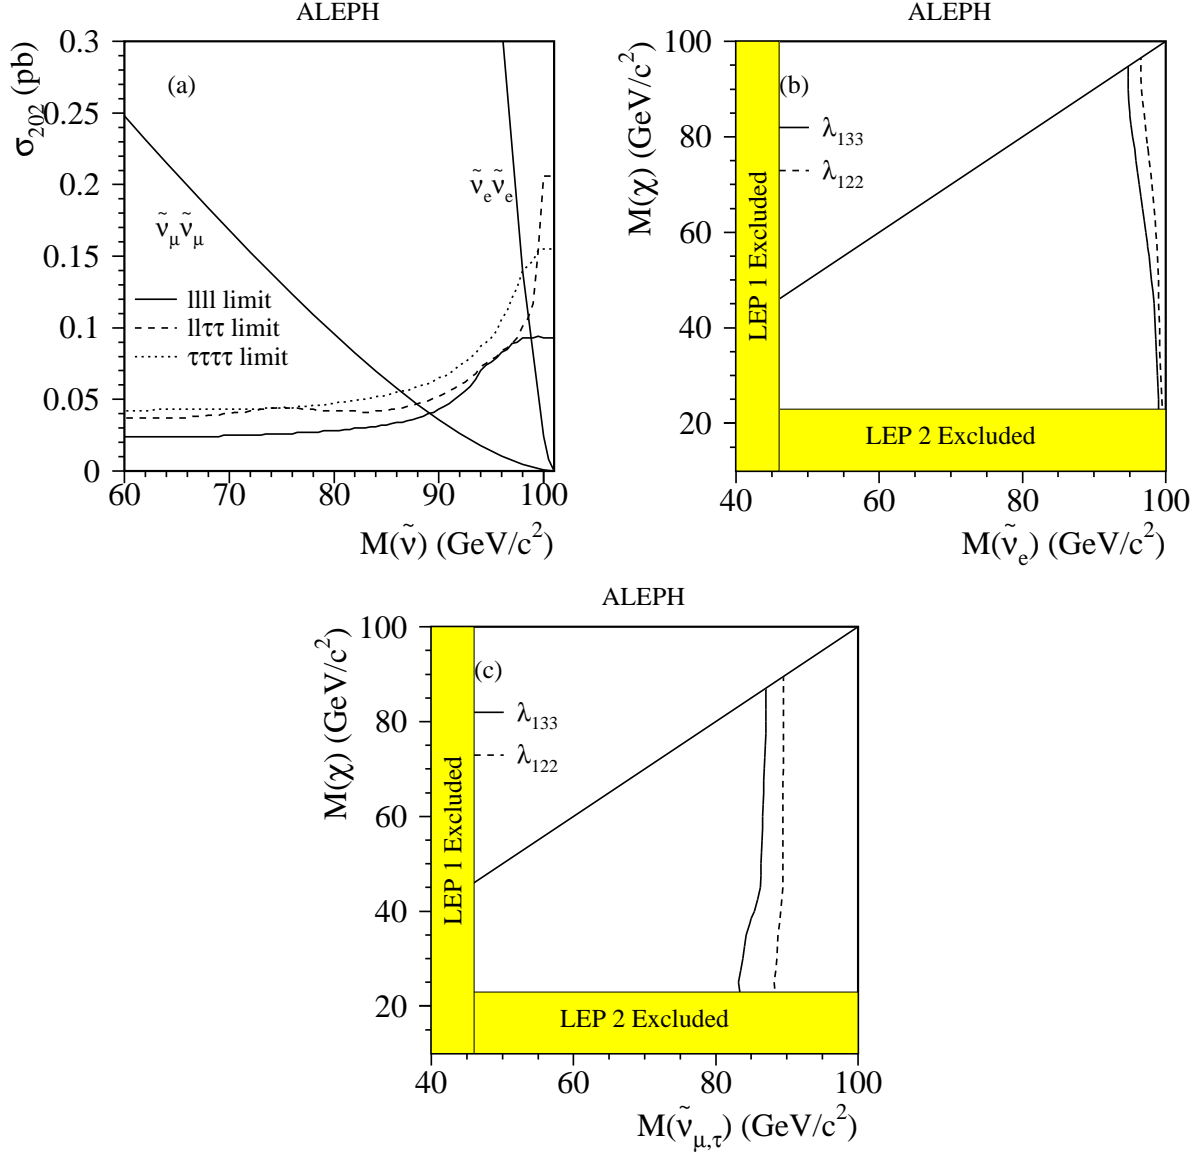 ALEPH
σ202 (pb)
0.3
0.25
0.2
0.15
0.1
0.05
0
(a)
ν̃μν̃μ
ν̃eν̃e
llll limit
llττ limit
ττττ limit
60 70 80 90 100
M(ν̃) (GeV/c2)
ALEPH
M(χ) (GeV/c2)
100
80
60
40
20
(b)
λ133
λ122
LEP 1 Excluded
LEP 2 Excluded
40 60 80 100
M(ν̃e) (GeV/c2)
ALEPH
M(χ) (GeV/c2)
100
80
60
40
20
(c)
λ133
λ122
LEP 1 Excluded
LEP 2 Excluded
40 60 80 100
M(ν̃μ,τ) (GeV/c2)